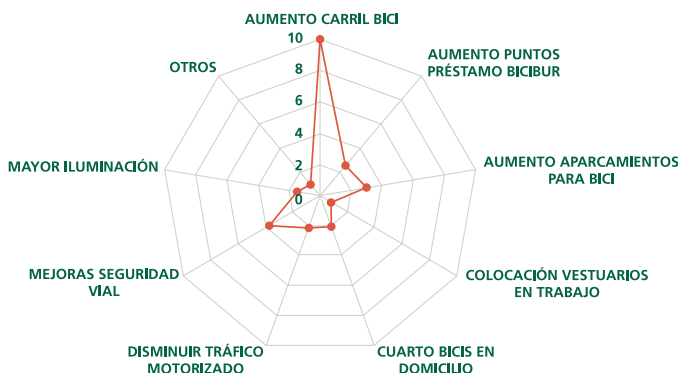 AUMENTO CARRIL BICI
10
8
6
4
2
0
AUMENTO PUNTOS
PRÉSTAMO BICIBUR
AUMENTO APARCAMIENTOS
PARA BICI
COLOCACIÓN VESTUARIOS
EN TRABAJO
CUARTO BICIS EN
DOMICILIO
DISMINUIR TRÁFICO
MOTORIZADO
MEJORAS SEGURIDAD
VIAL
MAYOR ILUMINACIÓN
OTROS